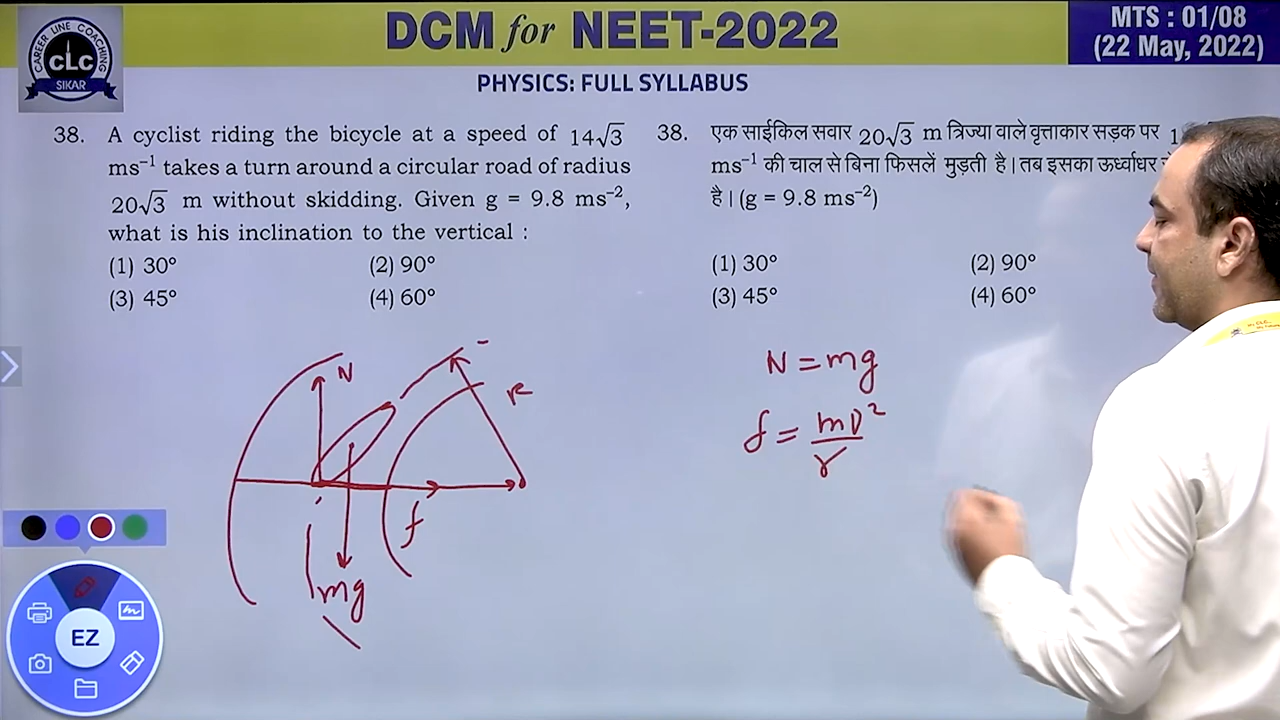 DCM for NEET-2022
MTS : 01/08
(22 May, 2022)
CAREER LINE COACHING
CLC
SIKAR
PHYSICS: FULL SYLLABUS
38. A cyclist riding the bicycle at a speed of 14√3
ms⁻¹ takes a turn around a circular road of radius
20√3 m without skidding. Given g = 9.8 ms⁻²,
what is his inclination to the vertical :
(1) 30° (2) 90°
(3) 45° (4) 60°
38. एक साईकिल सवार 20√3 m त्रिज्या वाले वृत्ताकार सड़क पर
ms⁻¹ की चाल से बिना फिसलें मुड़ती है। तब इसका ऊर्ध्वाधर
है। (g = 9.8 ms⁻²)
(1) 30° (2) 90°
(3) 45° (4) 60°
N
f
mg
N = mg
f = mv²/r
EZ